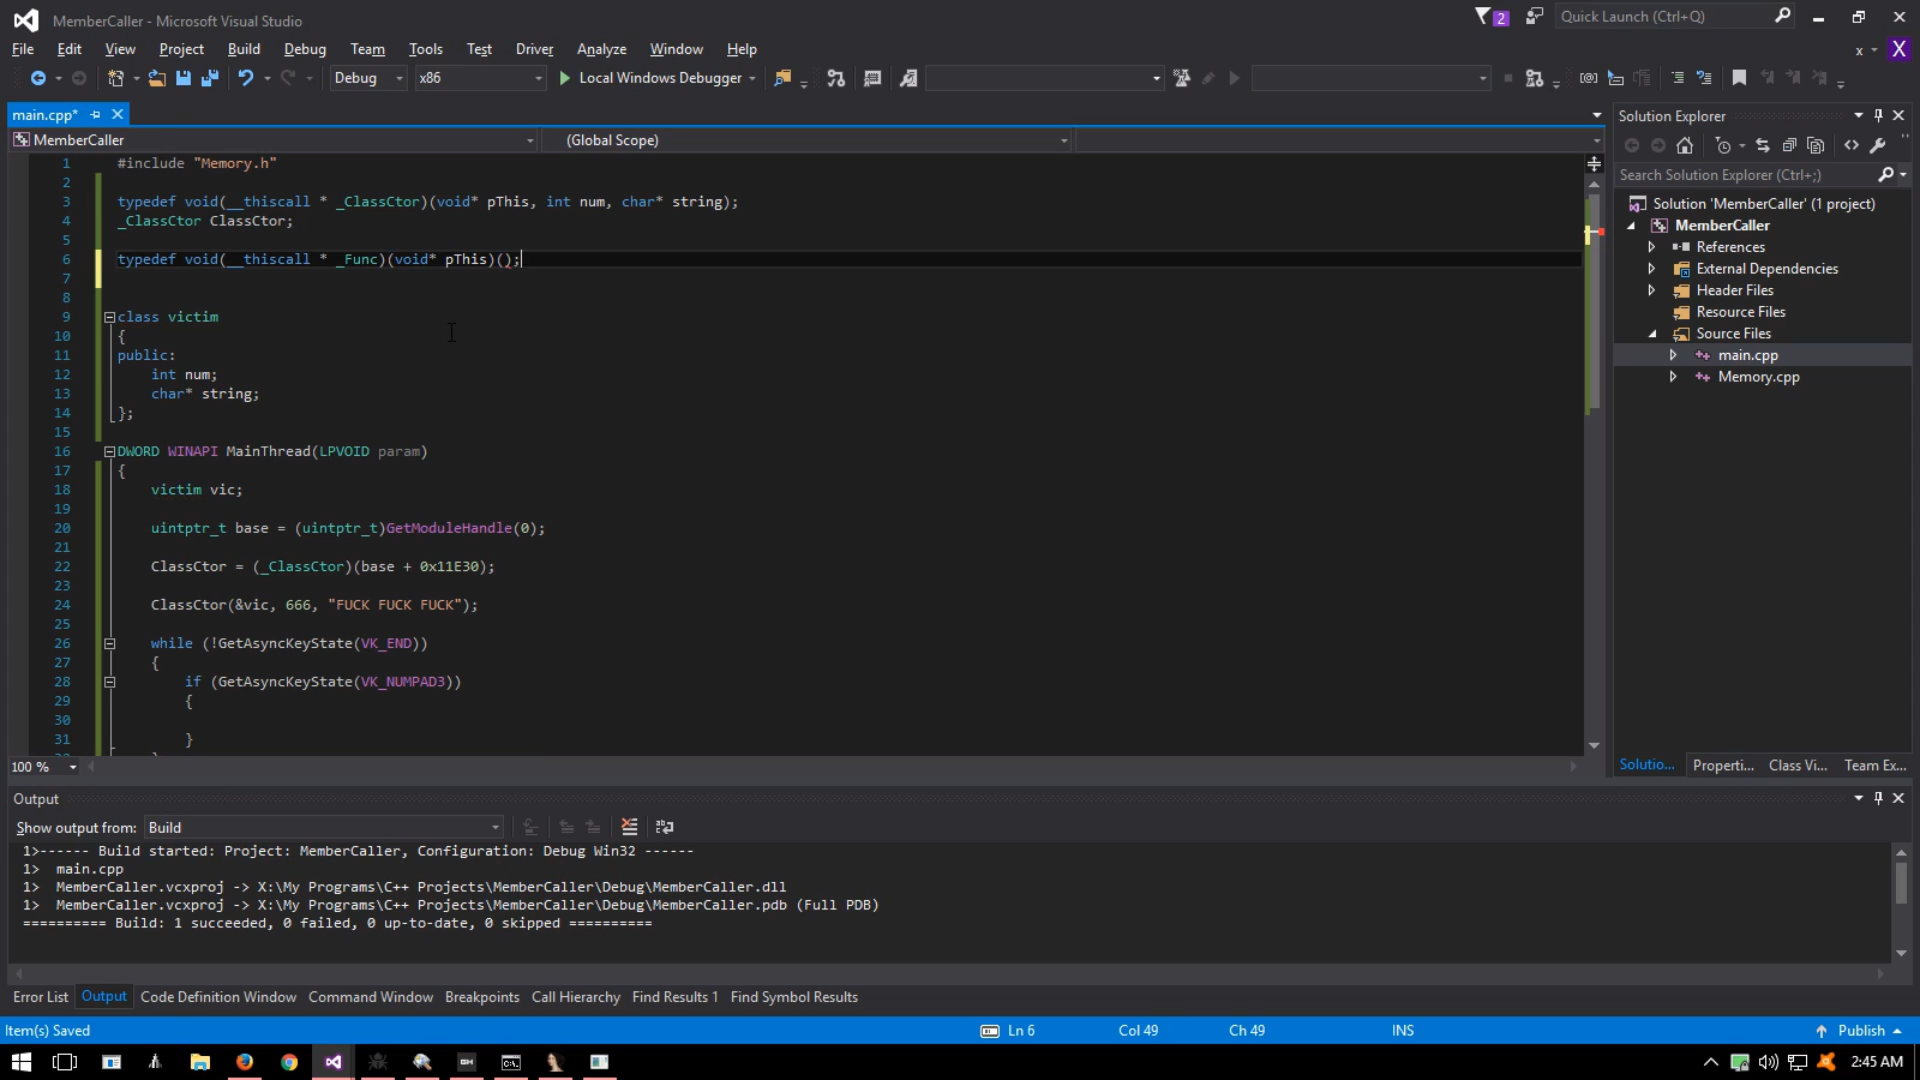 MemberCaller - Microsoft Visual Studio
2
Quick Launch (Ctrl+Q)
File Edit View Project Build Debug Team Tools Test Driver Analyze Window Help
x X
Debug x86 Local Windows Debugger
main.cpp*
MemberCaller (Global Scope)
1 #include "Memory.h"
2
3 typedef void(__thiscall * _ClassCtor)(void* pThis, int num, char* string);
4 _ClassCtor ClassCtor;
5
6 typedef void(__thiscall * _Func)(void* pThis)();
7
8
9 class victim
10 {
11 public:
12 int num;
13 char* string;
14 };
15
16 DWORD WINAPI MainThread(LPVOID param)
17 {
18 victim vic;
19
20 uintptr_t base = (uintptr_t)GetModuleHandle(0);
21
22 ClassCtor = (_ClassCtor)(base + 0x11E30);
23
24 ClassCtor(&vic, 666, "FUCK FUCK FUCK");
25
26 while (!GetAsyncKeyState(VK_END))
27 {
28 if (GetAsyncKeyState(VK_NUMPAD3))
29 {
30
31 }
100 %
Solution Explorer
Search Solution Explorer (Ctrl+;)
Solution 'MemberCaller' (1 project)
MemberCaller
References
External Dependencies
Header Files
Resource Files
Source Files
main.cpp
Memory.cpp
Solutio... Properti... Class Vi... Team Ex...
Output
Show output from: Build
1>------ Build started: Project: MemberCaller, Configuration: Debug Win32 ------
1> main.cpp
1> MemberCaller.vcxproj -> X:\My Programs\C++ Projects\MemberCaller\Debug\MemberCaller.dll
1> MemberCaller.vcxproj -> X:\My Programs\C++ Projects\MemberCaller\Debug\MemberCaller.pdb (Full PDB)
========== Build: 1 succeeded, 0 failed, 0 up-to-date, 0 skipped ==========
Error List Output Code Definition Window Command Window Breakpoints Call Hierarchy Find Results 1 Find Symbol Results
Item(s) Saved Ln 6 Col 49 Ch 49 INS Publish
2:45 AM